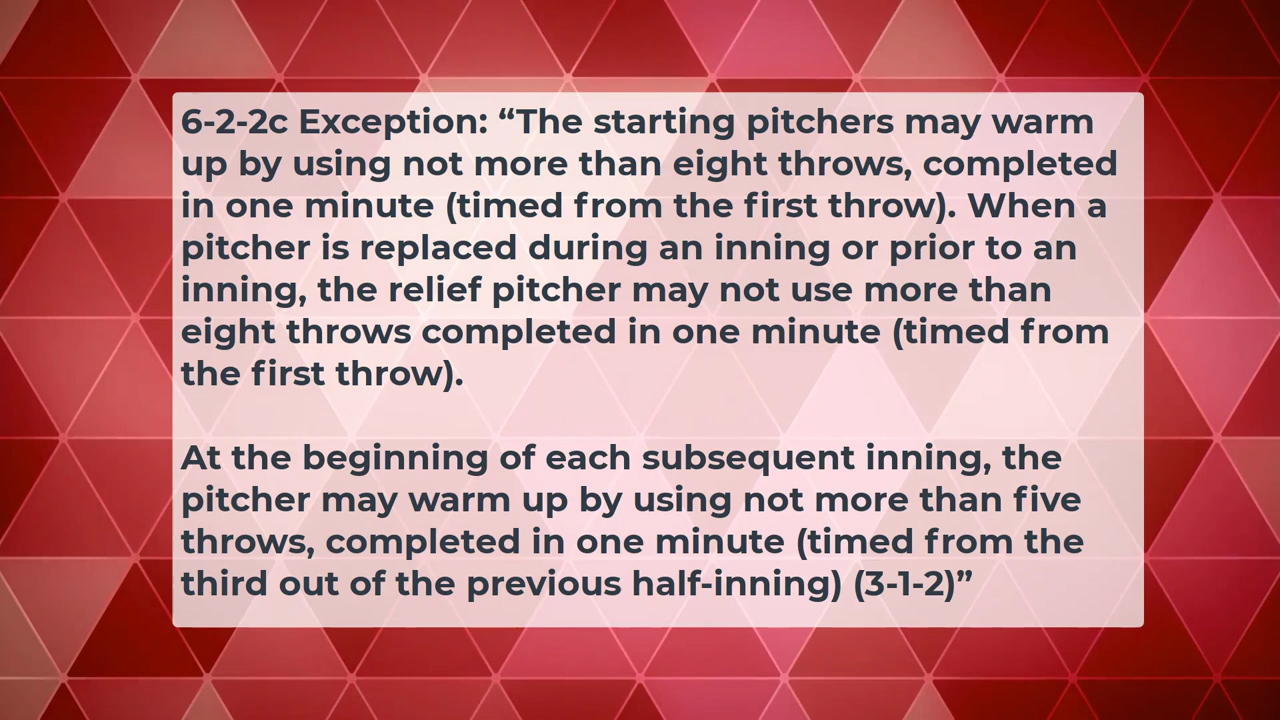 6-2-2c Exception: “The starting pitchers may warm
up by using not more than eight throws, completed
in one minute (timed from the first throw). When a
pitcher is replaced during an inning or prior to an
inning, the relief pitcher may not use more than
eight throws completed in one minute (timed from
the first throw).
At the beginning of each subsequent inning, the
pitcher may warm up by using not more than five
throws, completed in one minute (timed from the
third out of the previous half-inning) (3-1-2)”